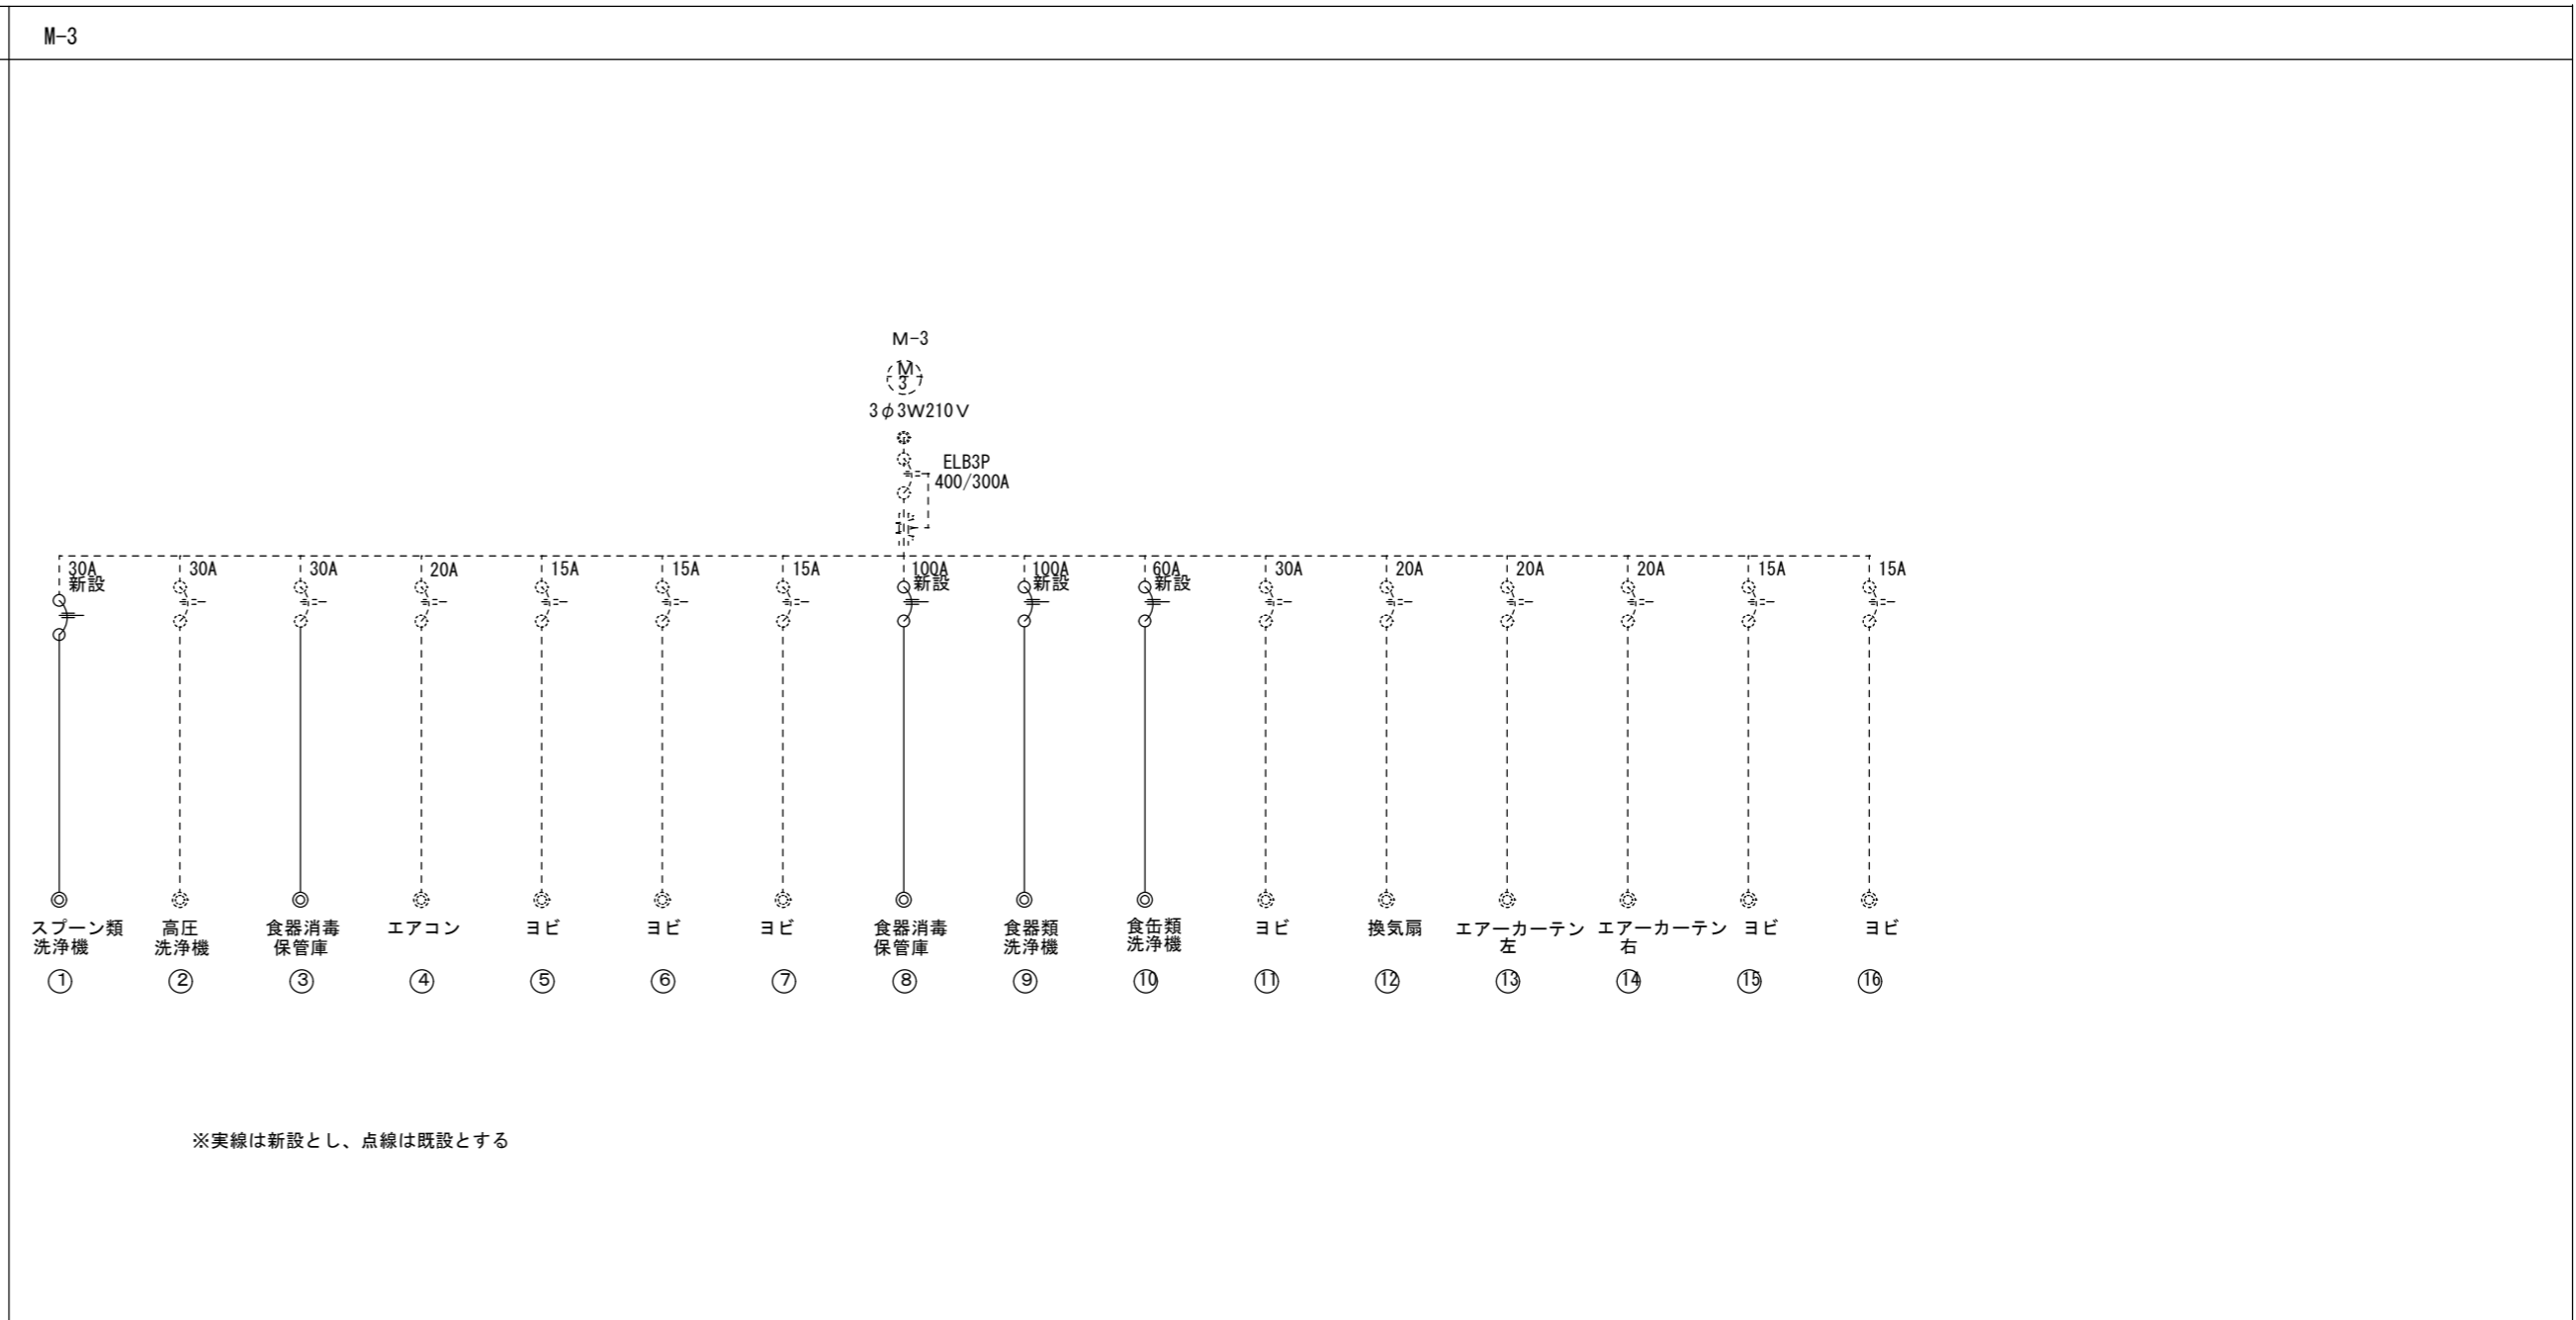 M-3
M-3
M
3
3φ3W210V
ELB3P
400/300A
30A
新設
30A
30A
20A
15A
15A
15A
100A
新設
100A
新設
60A
新設
30A
20A
20A
20A
15A
15A
スプーン類
洗浄機
高圧
洗浄機
食器消毒
保管庫
エアコン
ヨビ
ヨビ
ヨビ
食器消毒
保管庫
食器類
洗浄機
食缶類
洗浄機
ヨビ
換気扇
エアーカーテン
左
エアーカーテン
右
ヨビ
ヨビ
① ② ③ ④ ⑤ ⑥ ⑦ ⑧ ⑨ ⑩ ⑪ ⑫ ⑬ ⑭ ⑮ ⑯
※実線は新設とし、点線は既設とする